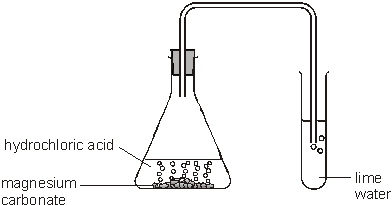 hydrochloric acid
magnesium
carbonate
lime
water